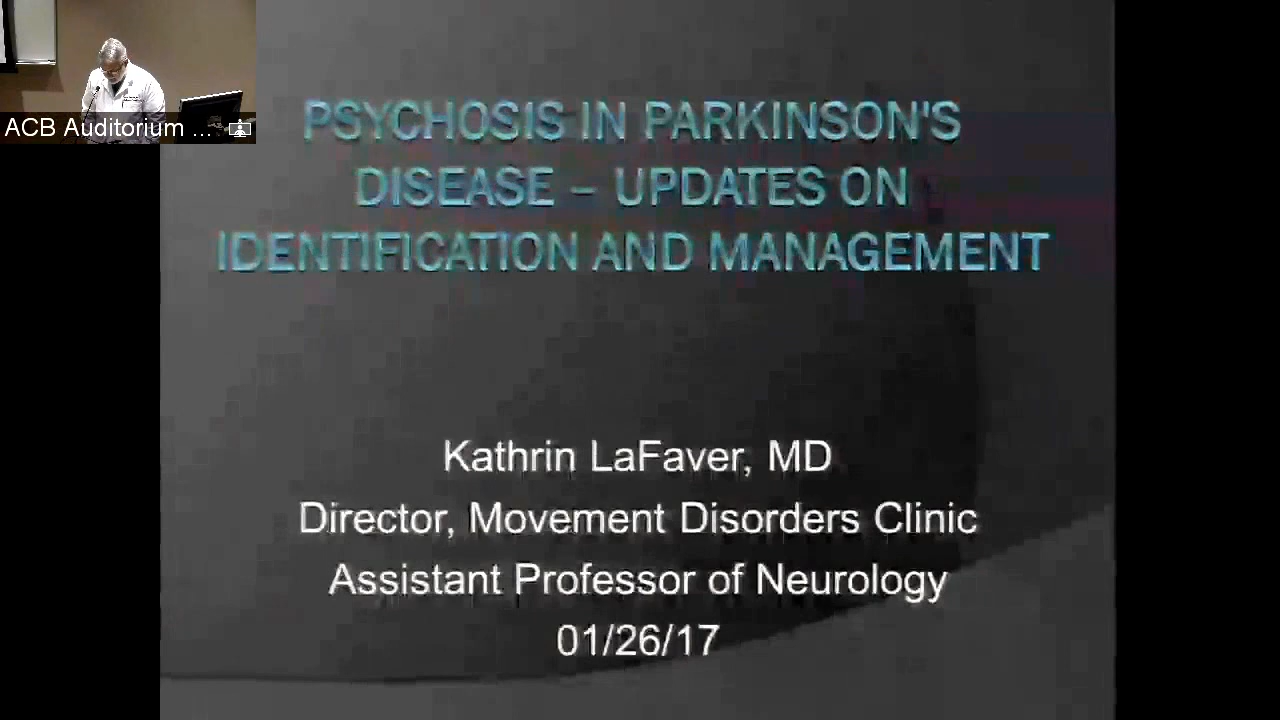 ACB Auditorium ...
PSYCHOSIS IN PARKINSON'S
DISEASE – UPDATES ON
IDENTIFICATION AND MANAGEMENT
Kathrin LaFaver, MD
Director, Movement Disorders Clinic
Assistant Professor of Neurology
01/26/17